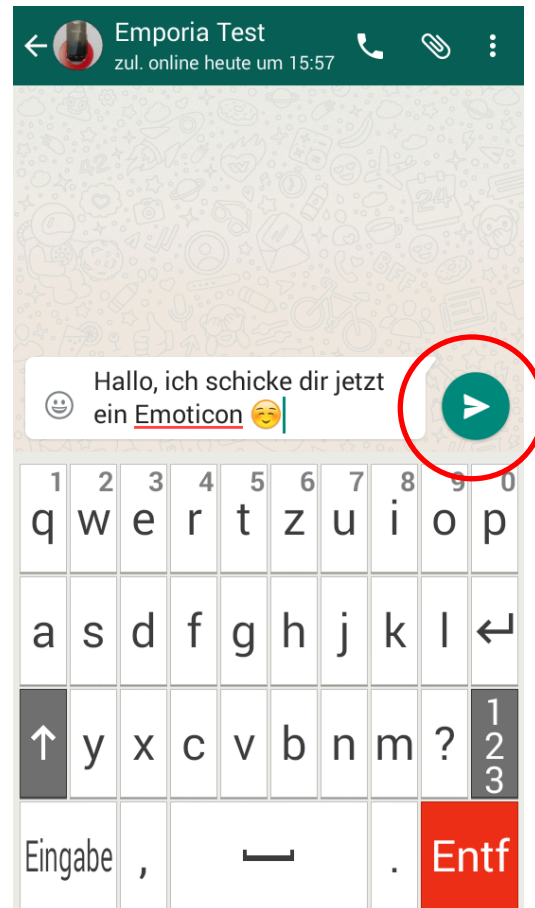 Emporia Test
zul. online heute um 15:57
Hallo, ich schicke dir jetzt
ein Emoticon ☺️
1 2 3 4 5 6 7 8 9 0
q w e r t z u i o p
a s d f g h j k l
y x c v b n m ? 1 2 3
Eingabe , . Entf